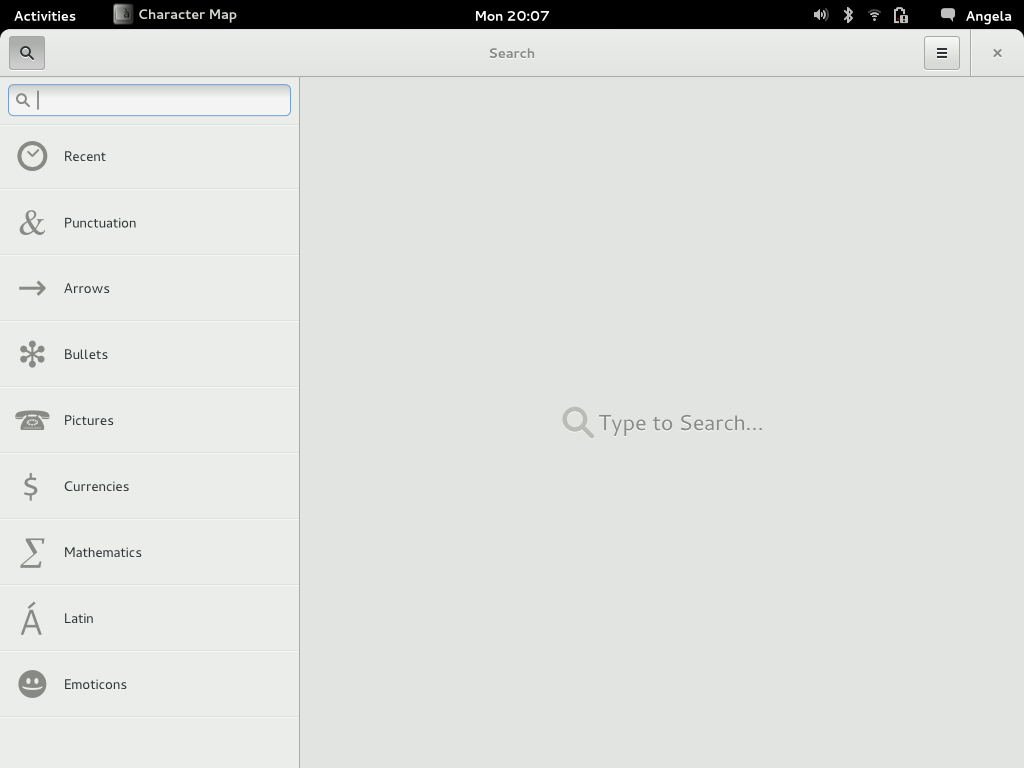 Activities Character Map Mon 20:07 Angela
Search
Recent
& Punctuation
Arrows
Bullets
Pictures
$ Currencies
Σ Mathematics
Á Latin
Emoticons
Type to Search...